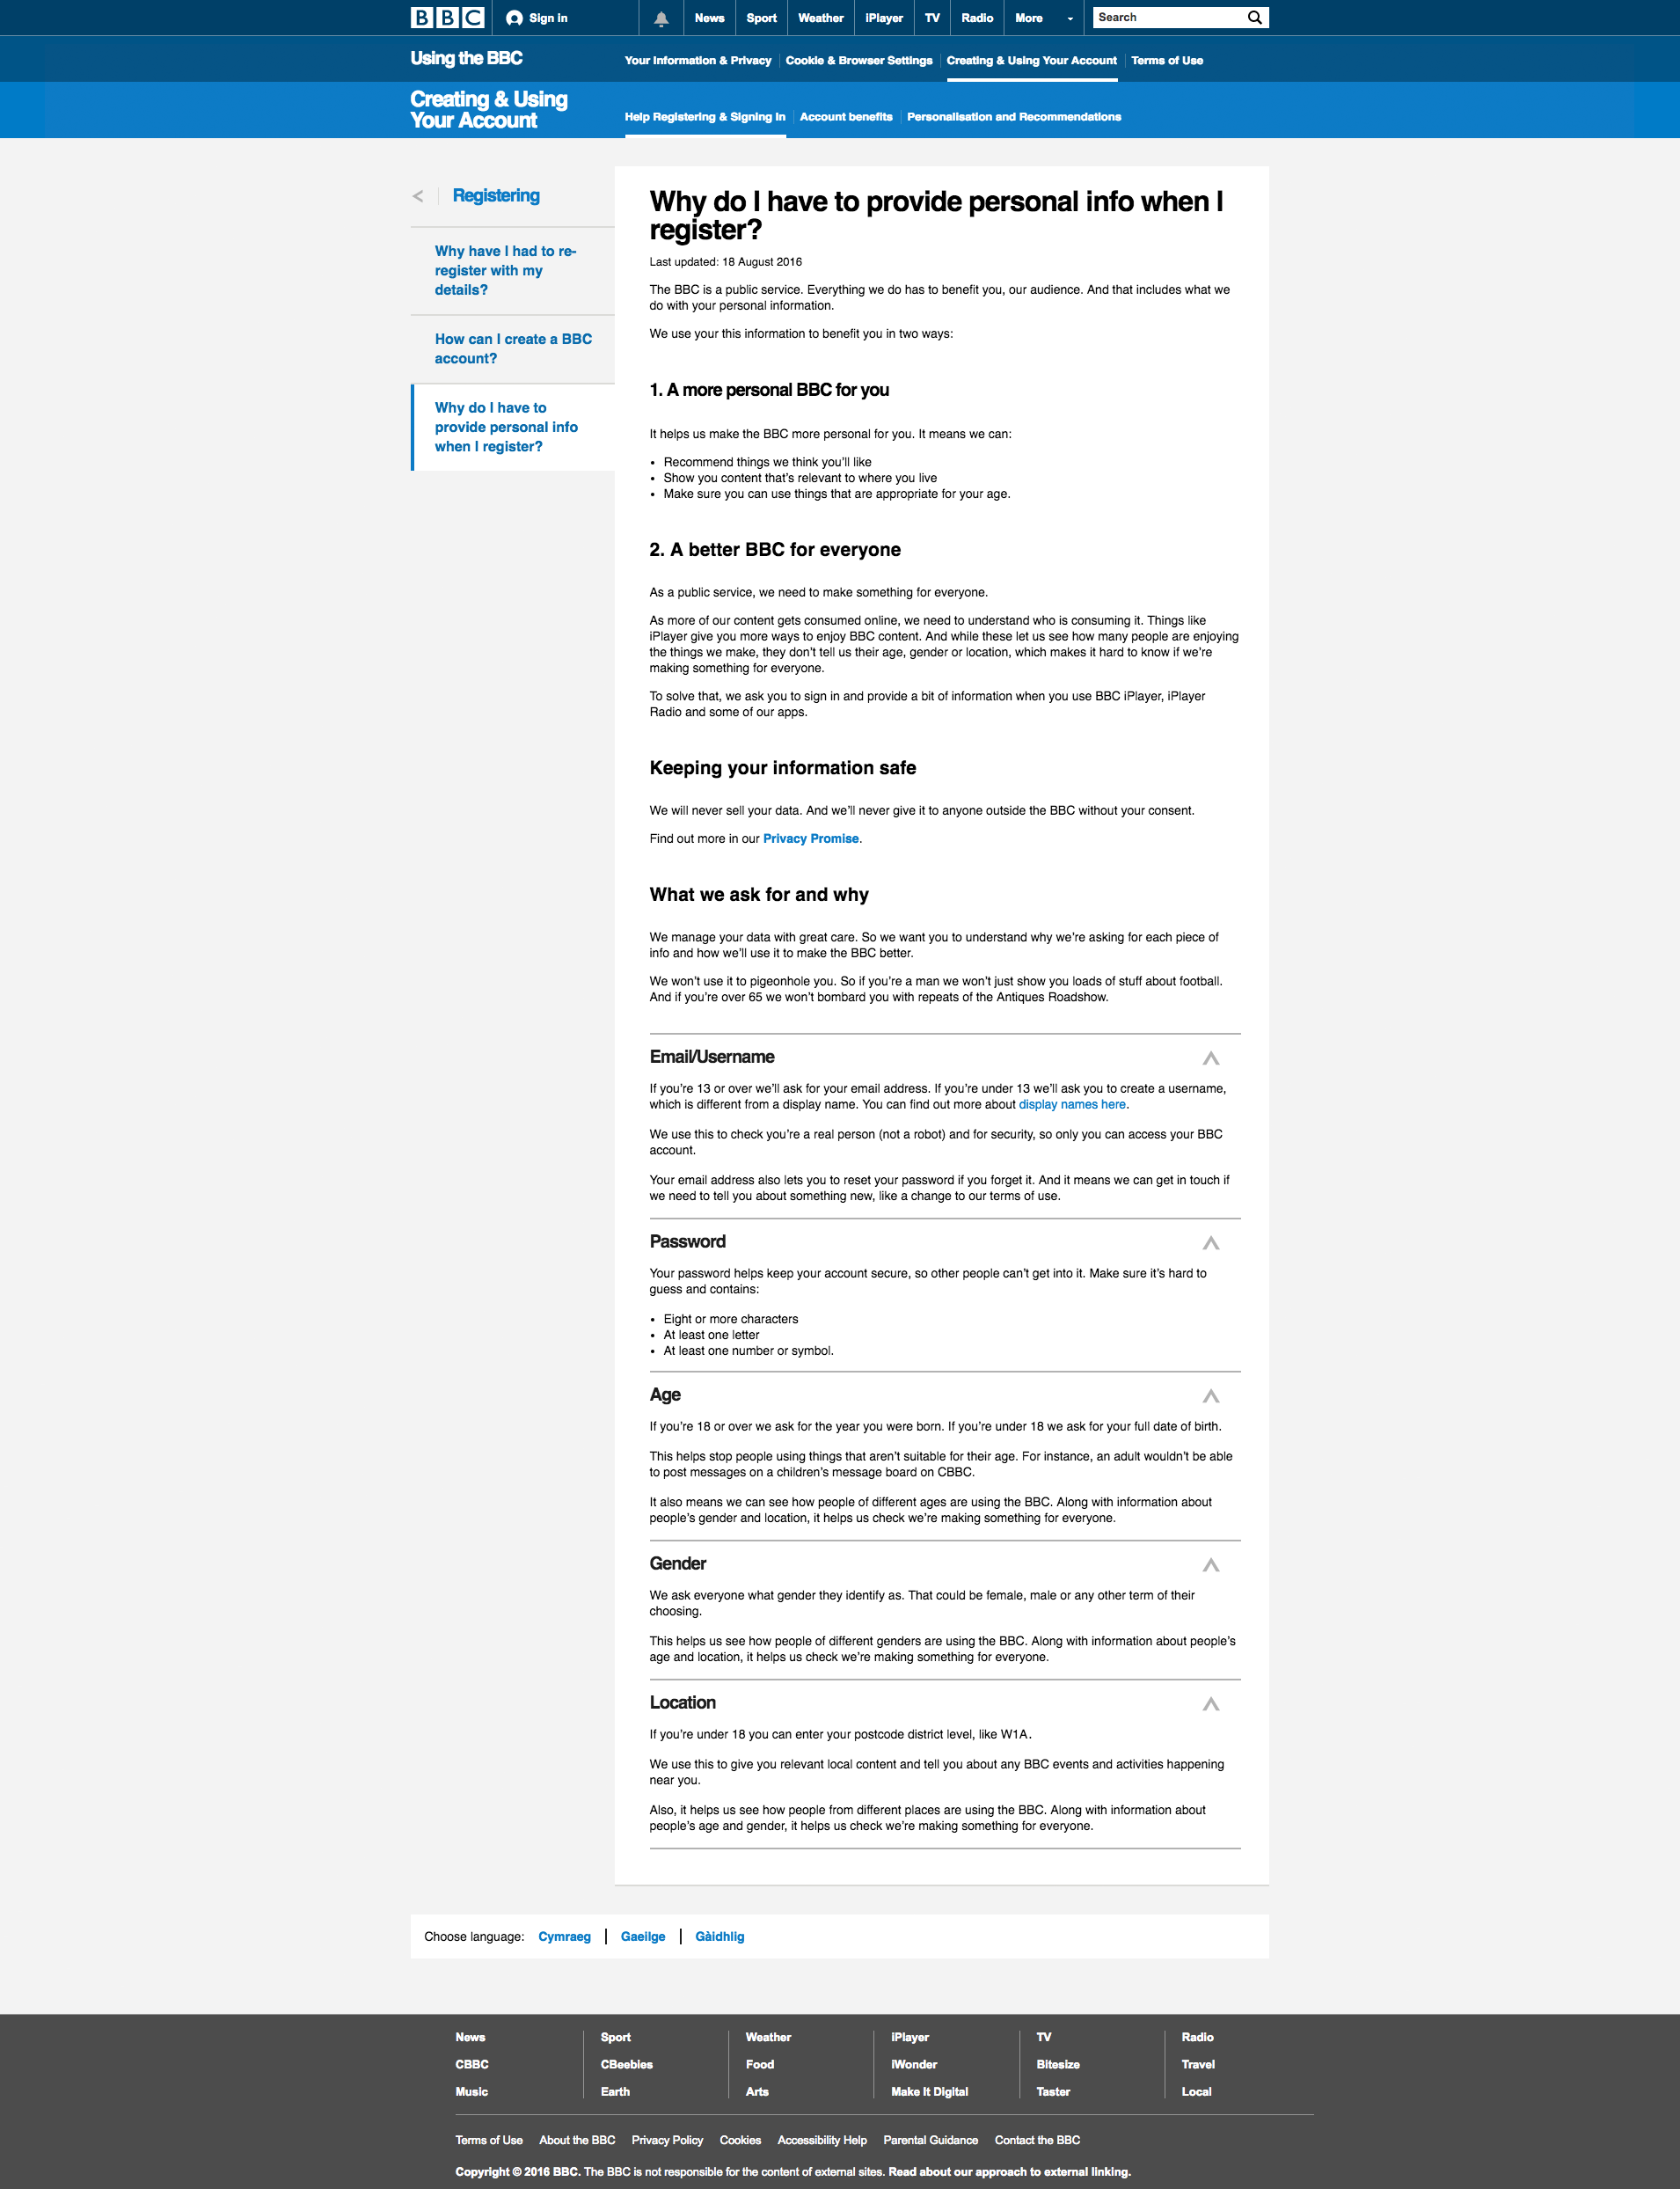 BBC
Sign in
News
Sport
Weather
iPlayer
TV
Radio
More
Search
Using the BBC
Your Information & Privacy
Cookie & Browser Settings
Creating & Using Your Account
Terms of Use
Creating & Using
Your Account
Help Registering & Signing In
Account benefits
Personalisation and Recommendations
Registering
Why have I had to re-
register with my
details?
How can I create a BBC
account?
Why do I have to
provide personal info
when I register?
Why do I have to provide personal info when I
register?
Last updated: 18 August 2016
The BBC is a public service. Everything we do has to benefit you, our audience. And that includes what we
do with your personal information.
We use your this information to benefit you in two ways:
1. A more personal BBC for you
It helps us make the BBC more personal for you. It means we can:
• Recommend things we think you’ll like
• Show you content that’s relevant to where you live
• Make sure you can use things that are appropriate for your age.
2. A better BBC for everyone
As a public service, we need to make something for everyone.
As more of our content gets consumed online, we need to understand who is consuming it. Things like
iPlayer give you more ways to enjoy BBC content. And while these let us see how many people are enjoying
the things we make, they don’t tell us their age, gender or location, which makes it hard to know if we’re
making something for everyone.
To solve that, we ask you to sign in and provide a bit of information when you use BBC iPlayer, iPlayer
Radio and some of our apps.
Keeping your information safe
We will never sell your data. And we’ll never give it to anyone outside the BBC without your consent.
Find out more in our Privacy Promise.
What we ask for and why
We manage your data with great care. So we want you to understand why we’re asking for each piece of
info and how we’ll use it to make the BBC better.
We won’t use it to pigeonhole you. So if you’re a man we won’t just show you loads of stuff about football.
And if you’re over 65 we won’t bombard you with repeats of the Antiques Roadshow.
Email/Username
If you’re 13 or over we’ll ask for your email address. If you’re under 13 we’ll ask you to create a username,
which is different from a display name. You can find out more about display names here.
We use this to check you’re a real person (not a robot) and for security, so only you can access your BBC
account.
Your email address also lets you to reset your password if you forget it. And it means we can get in touch if
we need to tell you about something new, like a change to our terms of use.
Password
Your password helps keep your account secure, so other people can’t get into it. Make sure it’s hard to
guess and contains:
• Eight or more characters
• At least one letter
• At least one number or symbol.
Age
If you’re 18 or over we ask for the year you were born. If you’re under 18 we ask for your full date of birth.
This helps stop people using things that aren’t suitable for their age. For instance, an adult wouldn’t be able
to post messages on a children’s message board on CBBC.
It also means we can see how people of different ages are using the BBC. Along with information about
people’s gender and location, it helps us check we’re making something for everyone.
Gender
We ask everyone what gender they identify as. That could be female, male or any other term of their
choosing.
This helps us see how people of different genders are using the BBC. Along with information about people’s
age and location, it helps us check we’re making something for everyone.
Location
If you’re under 18 you can enter your postcode district level, like W1A.
We use this to give you relevant local content and tell you about any BBC events and activities happening
near you.
Also, it helps us see how people from different places are using the BBC. Along with information about
people’s age and gender, it helps us check we’re making something for everyone.
Choose language: Cymraeg | Gaeilge | Gàidhlig
News
Sport
Weather
iPlayer
TV
Radio
CBBC
CBeebies
Food
iWonder
Bitesize
Travel
Music
Earth
Arts
Make It Digital
Taster
Local
Terms of Use
About the BBC
Privacy Policy
Cookies
Accessibility Help
Parental Guidance
Contact the BBC
Copyright © 2016 BBC. The BBC is not responsible for the content of external sites. Read about our approach to external linking.